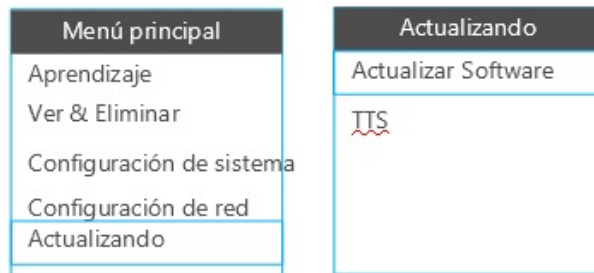 Menú principal
Aprendizaje
Ver & Eliminar
Configuración de sistema
Configuración de red
Actualizando
Actualizando
Actualizar Software
TTS